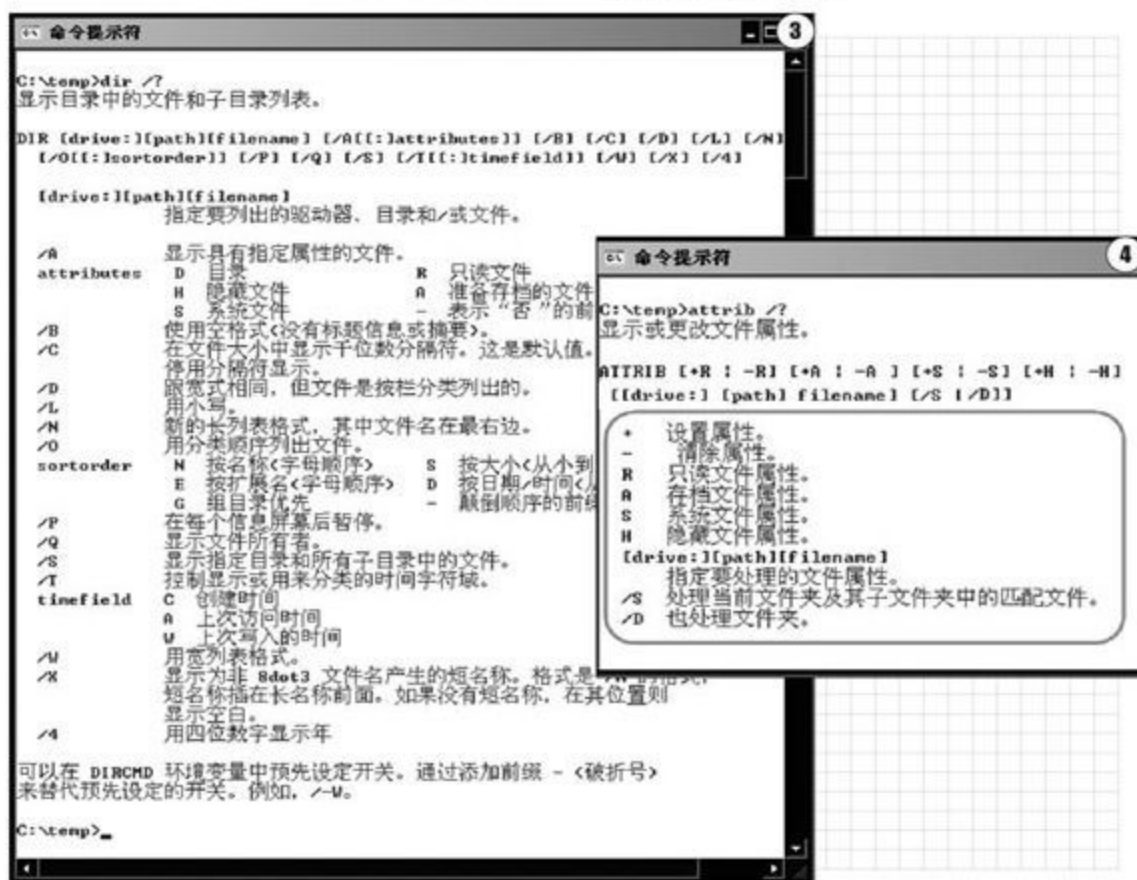 命令提示符
3
C:\temp>dir /?
显示目录中的文件和子目录列表。
DIR [drive:][path][filename] [/A[[:]attributes]] [/B] [/C] [/D] [/L] [/N]
[/O[[:]sortorder]] [/P] [/Q] [/S] [/T[[:]timefield]] [/W] [/X] [/4]
[drive:][path][filename]
指定要列出的驱动器、目录和/或文件。
/A 显示具有指定属性的文件。
attributes D 目录 R 只读文件
H 隐藏文件 A 准备存档的文件
S 系统文件 - 表示“否”的前
/B 使用空格式(没有标题信息或摘要)。
/C 在文件大小中显示千位数分隔符。这是默认值。
停用分隔符显示。
/D 跟宽式相同，但文件是按栏分类列出的。
/L 用小写。
/N 新的长列表格式，其中文件名在最右边。
/O 用分类顺序列出文件。
sortorder N 按名称(字母顺序) S 按大小(从小到
E 按扩展名(字母顺序) D 按日期/时间(
G 组目录优先 - 颠倒顺序的前缀
/P 在每个信息屏幕后暂停。
/Q 显示文件所有者。
/S 显示指定目录和所有子目录中的文件。
/T 控制显示或用来分类的时间字符域。
timefield C 创建时间
A 上次访问时间
W 上次写入的时间
/W 用宽列表格式。
/X 显示为非 8dot3 文件名产生的短名称。格式是 /N 的格式，
短名称插在长名称前面。如果没有短名称，在其位置则
显示空白。
/4 用四位数字显示年
可以在 DIRCMD 环境变量中预先设定开关。通过添加前缀 - (破折号)
来替代预先设定的开关。例如，/-W。
C:\temp>_
命令提示符
4
C:\temp>attrib /?
显示或更改文件属性。
ATTRIB [+R | -R] [+A | -A ] [+S | -S] [+H | -H]
[[drive:] [path] filename] [/S [/D]]
+ 设置属性。
- 清除属性。
R 只读文件属性。
A 存档文件属性。
S 系统文件属性。
H 隐藏文件属性。
[drive:][path][filename]
指定要处理的文件属性。
/S 处理当前文件夹及其子文件夹中的匹配文件。
/D 也处理文件夹。